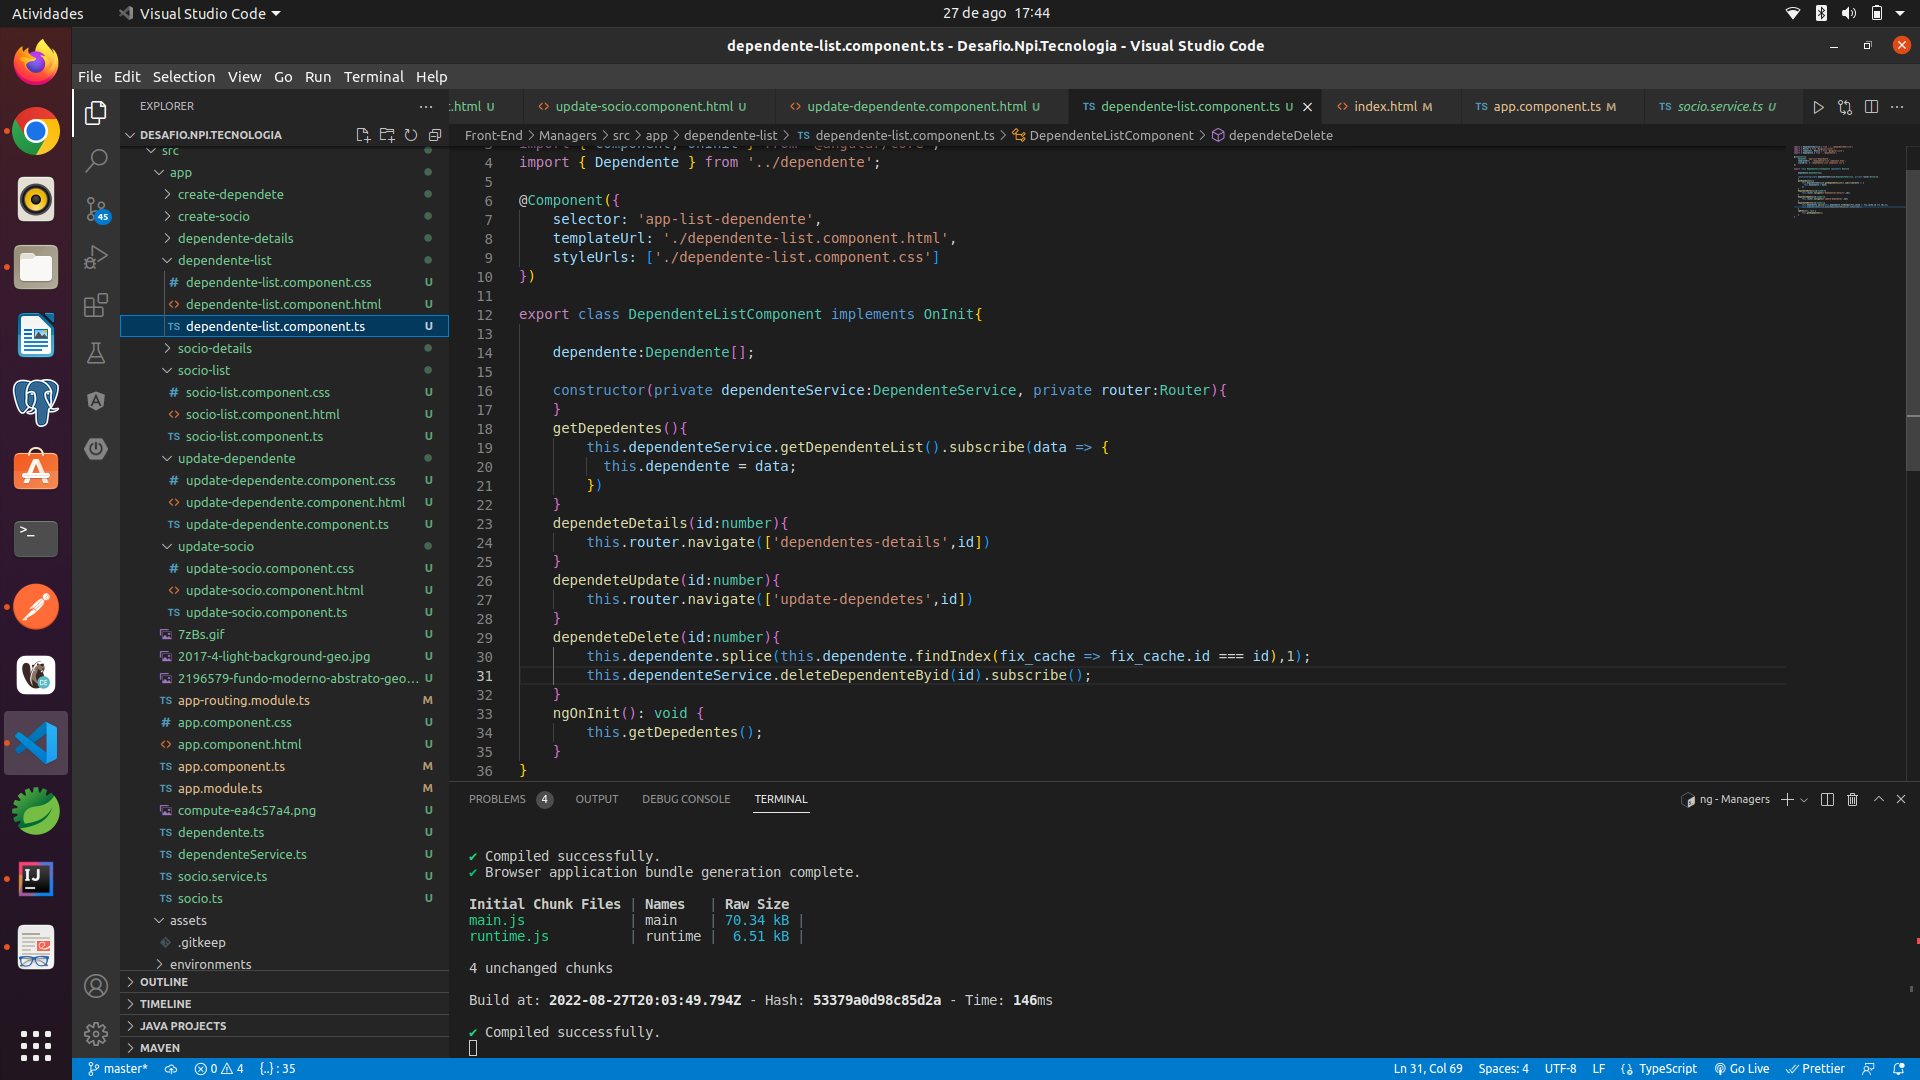 Atividades
Visual Studio Code
27 de ago 17:44
dependente-list.component.ts - Desafio.Npi.Tecnologia - Visual Studio Code
File Edit Selection View Go Run Terminal Help
EXPLORER
.html U
update-socio.component.html U
update-dependente.component.html U
dependente-list.component.ts U
index.html M
app.component.ts M
socio.service.ts U
DESAFIO.NPI.TECNOLOGIA
Front-End > Managers > src > app > dependente-list > TS dependente-list.component.ts > DependenteListComponent > dependeteDelete
src
app
create-dependete
create-socio
dependente-details
dependente-list
dependente-list.component.css U
dependente-list.component.html U
dependente-list.component.ts U
socio-details
socio-list
socio-list.component.css U
socio-list.component.html U
socio-list.component.ts U
update-dependente
update-dependente.component.css U
update-dependente.component.html U
update-dependente.component.ts U
update-socio
update-socio.component.css U
update-socio.component.html U
update-socio.component.ts U
7zBs.gif U
2017-4-light-background-geo.jpg U
2196579-fundo-moderno-abstrato-geo... U
app-routing.module.ts M
app.component.css U
app.component.html U
app.component.ts M
app.module.ts M
compute-ea4c57a4.png U
dependente.ts U
dependenteService.ts U
socio.service.ts U
socio.ts U
assets
.gitkeep
environments
OUTLINE
TIMELINE
JAVA PROJECTS
MAVEN
45
4 import { Dependente } from '../dependente';
5
6 @Component({
7 selector: 'app-list-dependente',
8 templateUrl: './dependente-list.component.html',
9 styleUrls: ['./dependente-list.component.css']
10 })
11
12 export class DependenteListComponent implements OnInit{
13
14 dependente:Dependente[];
15
16 constructor(private dependenteService:DependenteService, private router:Router){
17 }
18 getDepedentes(){
19 this.dependenteService.getDependenteList().subscribe(data => {
20 this.dependente = data;
21 })
22 }
23 dependeteDetails(id:number){
24 this.router.navigate(['dependentes-details',id])
25 }
26 dependeteUpdate(id:number){
27 this.router.navigate(['update-dependetes',id])
28 }
29 dependeteDelete(id:number){
30 this.dependente.splice(this.dependente.findIndex(fix_cache => fix_cache.id === id),1);
31 this.dependenteService.deleteDependenteByid(id).subscribe();
32 }
33 ngOnInit(): void {
34 this.getDepedentes();
35 }
36 }
PROBLEMS 4 OUTPUT DEBUG CONSOLE TERMINAL
ng - Managers
✔ Compiled successfully.
✔ Browser application bundle generation complete.
Initial Chunk Files | Names | Raw Size
main.js | main | 70.34 kB |
runtime.js | runtime | 6.51 kB |
4 unchanged chunks
Build at: 2022-08-27T20:03:49.794Z - Hash: 53379a0d98c85d2a - Time: 146ms
✔ Compiled successfully.
master* 0 4 {..} : 35
Ln 31, Col 69 Spaces: 4 UTF-8 LF TypeScript Go Live Prettier